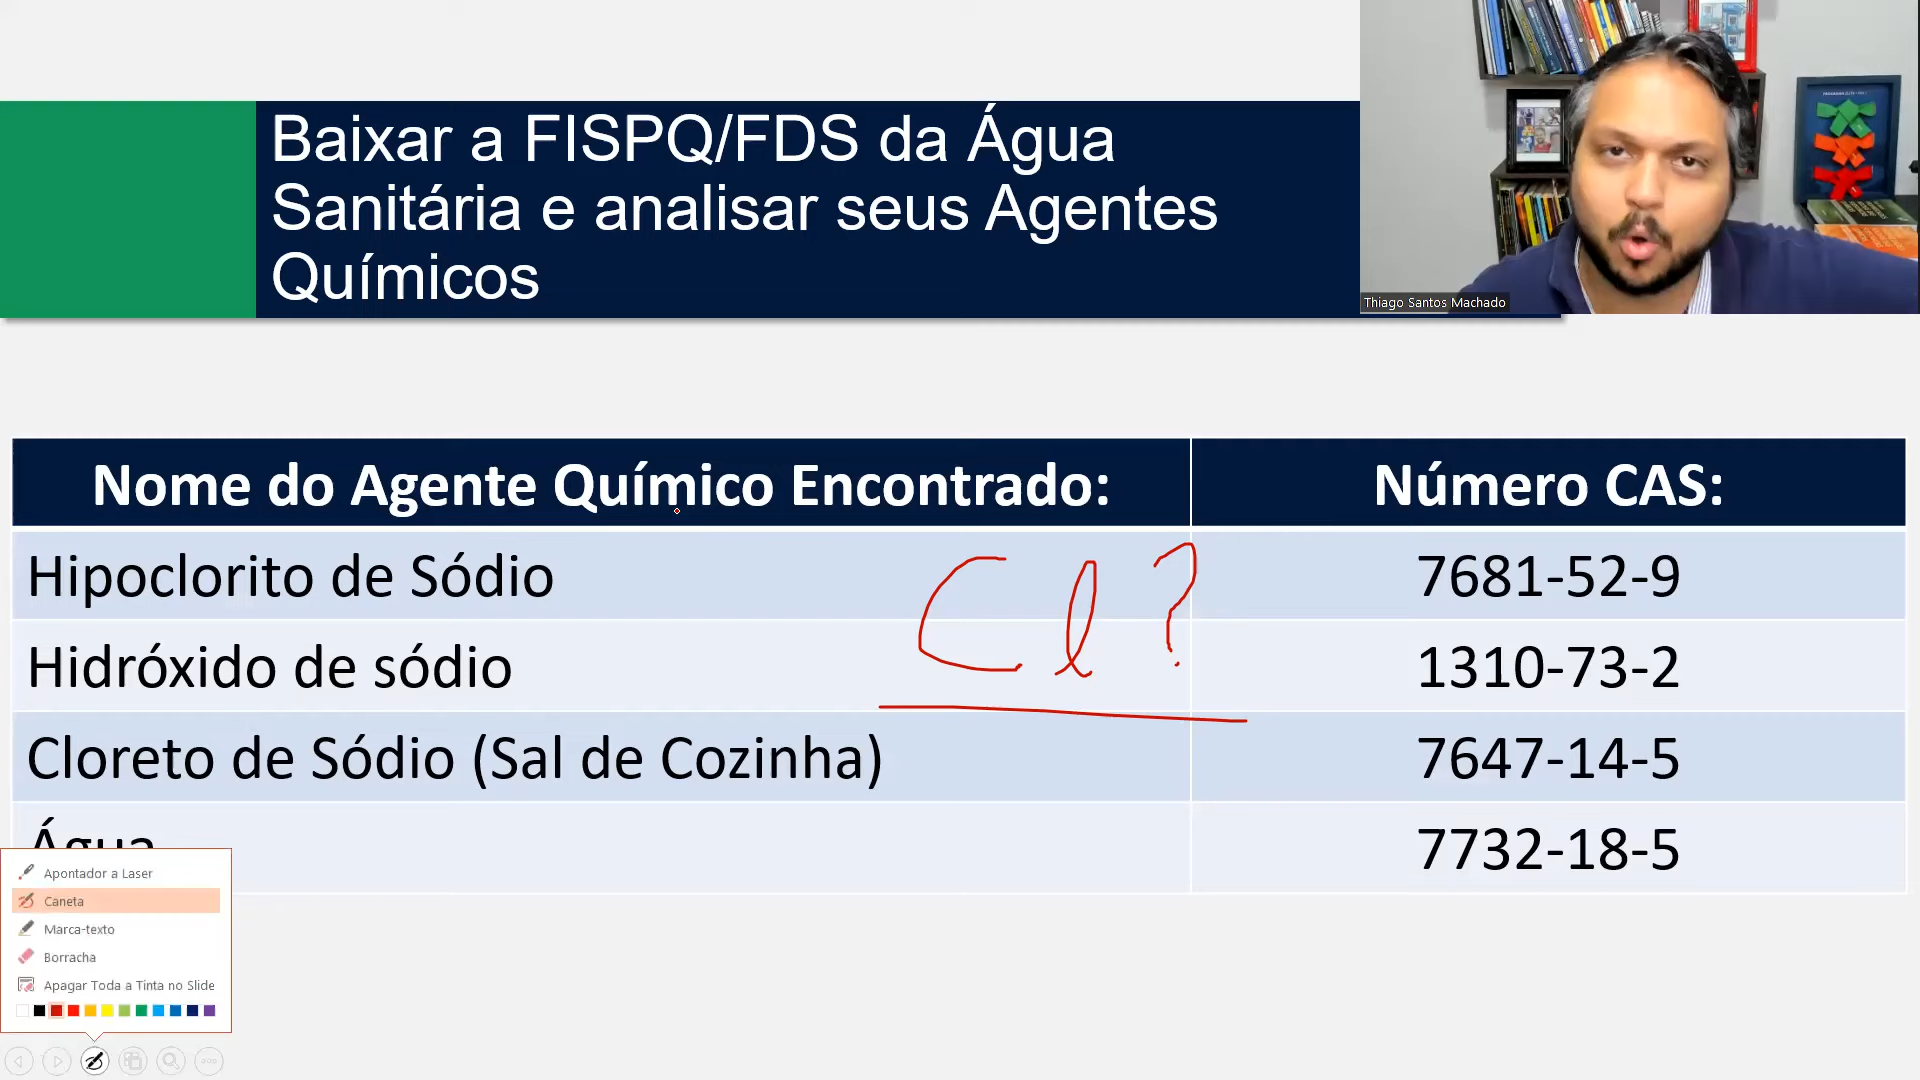 Baixar a FISPQ/FDS da Água
Sanitária e analisar seus Agentes
Químicos
Thiago Santos Machado
Nome do Agente Químico Encontrado:
Número CAS:
Hipoclorito de Sódio
7681-52-9
Cl?
Hidróxido de sódio
1310-73-2
Cloreto de Sódio (Sal de Cozinha)
7647-14-5
Água
7732-18-5
Apontador a Laser
Caneta
Marca-texto
Borracha
Apagar Toda a Tinta no Slide